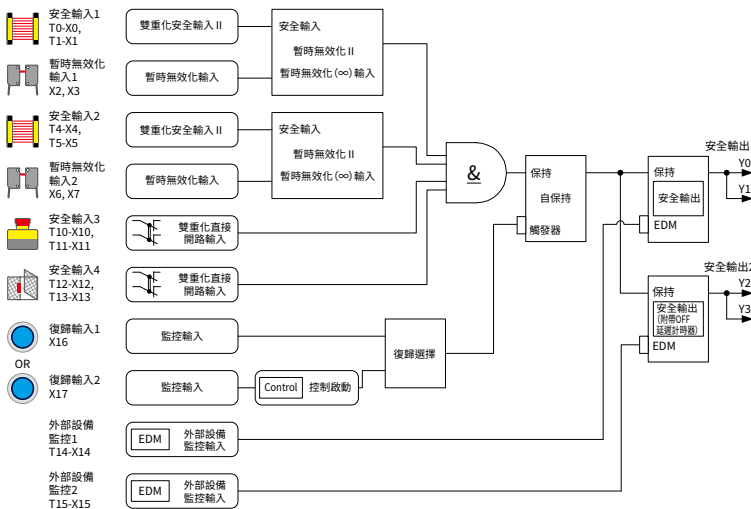 安全輸入1
T0-X0,
T1-X1
雙重化安全輸入 II
安全輸入
暫時無效化 II
暫時無效化(∞)輸入
暫時無效化
輸入1
X2, X3
暫時無效化輸入
安全輸入2
T4-X4,
T5-X5
雙重化安全輸入 II
安全輸入
暫時無效化 II
暫時無效化(∞)輸入
暫時無效化
輸入2
X6, X7
暫時無效化輸入
安全輸入3
T10-X10,
T11-X11
雙重化直接
開路輸入
安全輸入4
T12-X12,
T13-X13
雙重化直接
開路輸入
&
保持
自保持
觸發器
安全輸出1
Y0
Y1
保持
安全輸出
EDM
安全輸出2
Y2
Y3
保持
安全輸出
(附帶OFF
延遲計時器)
EDM
復歸輸入1
X16
監控輸入
OR
復歸輸入2
X17
監控輸入
Control 控制啟動
復歸選擇
外部設備
監控1
T14-X14
EDM
外部設備
監控輸入
外部設備
監控2
T15-X15
EDM
外部設備
監控輸入